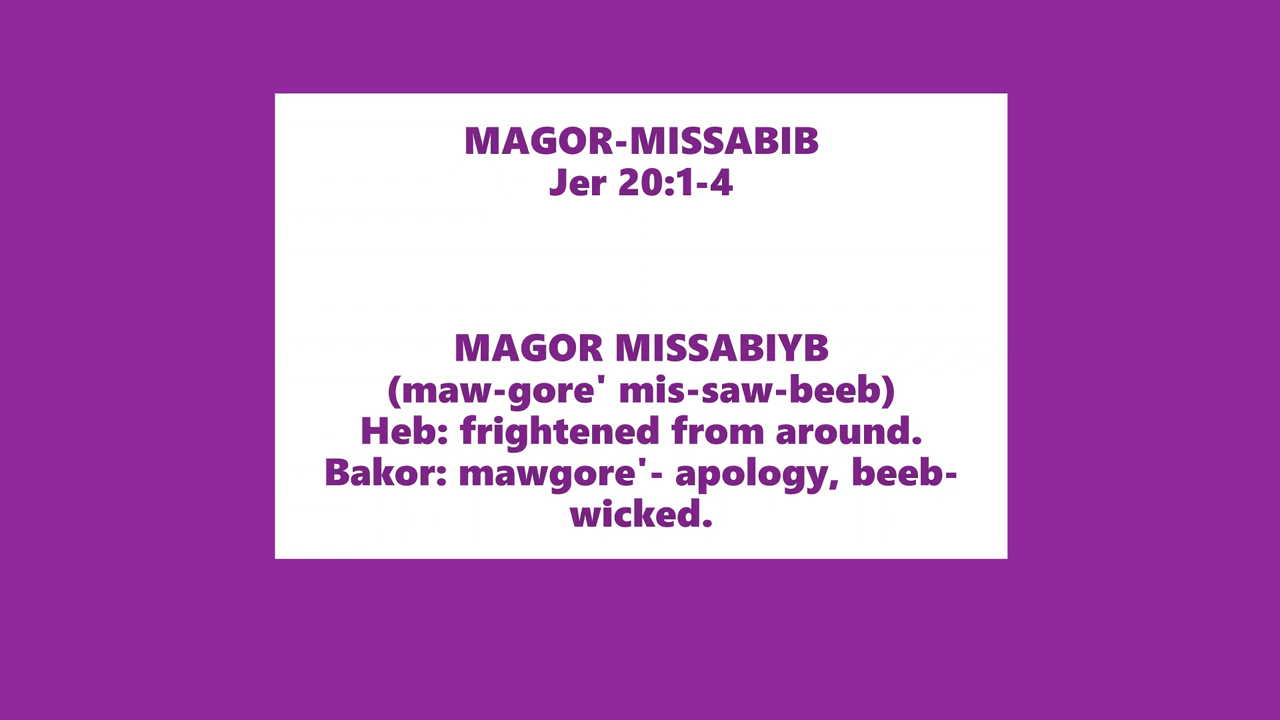 MAGOR-MISSABIB
Jer 20:1-4
MAGOR MISSABIYB
(maw-gore' mis-saw-beeb)
Heb: frightened from around.
Bakor: mawgore'- apology, beeb-
wicked.